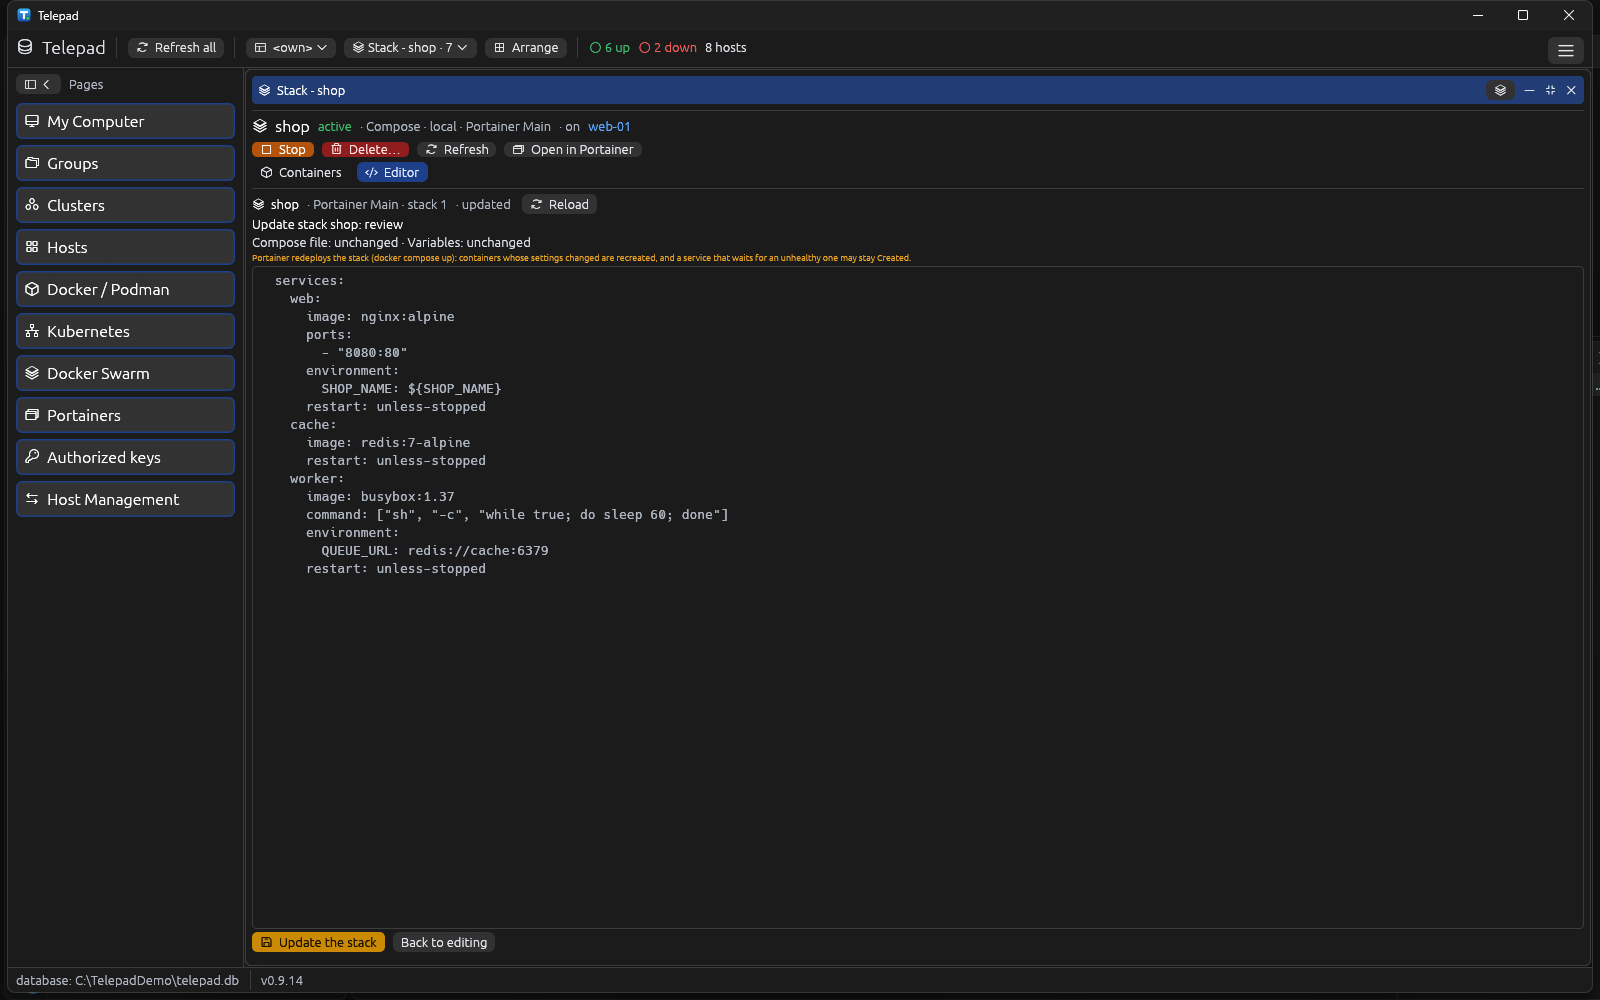 Telepad
Telepad Refresh all <own> Stack - shop · 7 Arrange 6 up 2 down 8 hosts
Pages
My Computer
Groups
Clusters
Hosts
Docker / Podman
Kubernetes
Docker Swarm
Portainers
Authorized keys
Host Management
Stack - shop
shop active · Compose · local · Portainer Main · on web-01
Stop Delete... Refresh Open in Portainer
Containers </> Editor
shop · Portainer Main · stack 1 · updated Reload
Update stack shop: review
Compose file: unchanged · Variables: unchanged
Portainer redeploys the stack (docker compose up): containers whose settings changed are recreated, and a service that waits for an unhealthy one may stay Created.
services:
  web:
    image: nginx:alpine
    ports:
      - "8080:80"
    environment:
      SHOP_NAME: ${SHOP_NAME}
    restart: unless-stopped
  cache:
    image: redis:7-alpine
    restart: unless-stopped
  worker:
    image: busybox:1.37
    command: ["sh", "-c", "while true; do sleep 60; done"]
    environment:
      QUEUE_URL: redis://cache:6379
    restart: unless-stopped
Update the stack Back to editing
database: C:\TelepadDemo\telepad.db v0.9.14